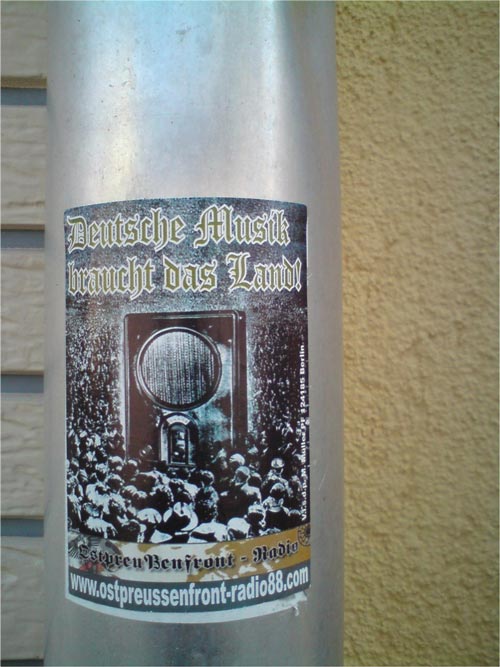 Deutsche Musik
braucht das Land!
Ostpreußenfront - Radio
www.ostpreussenfront-radio88.com